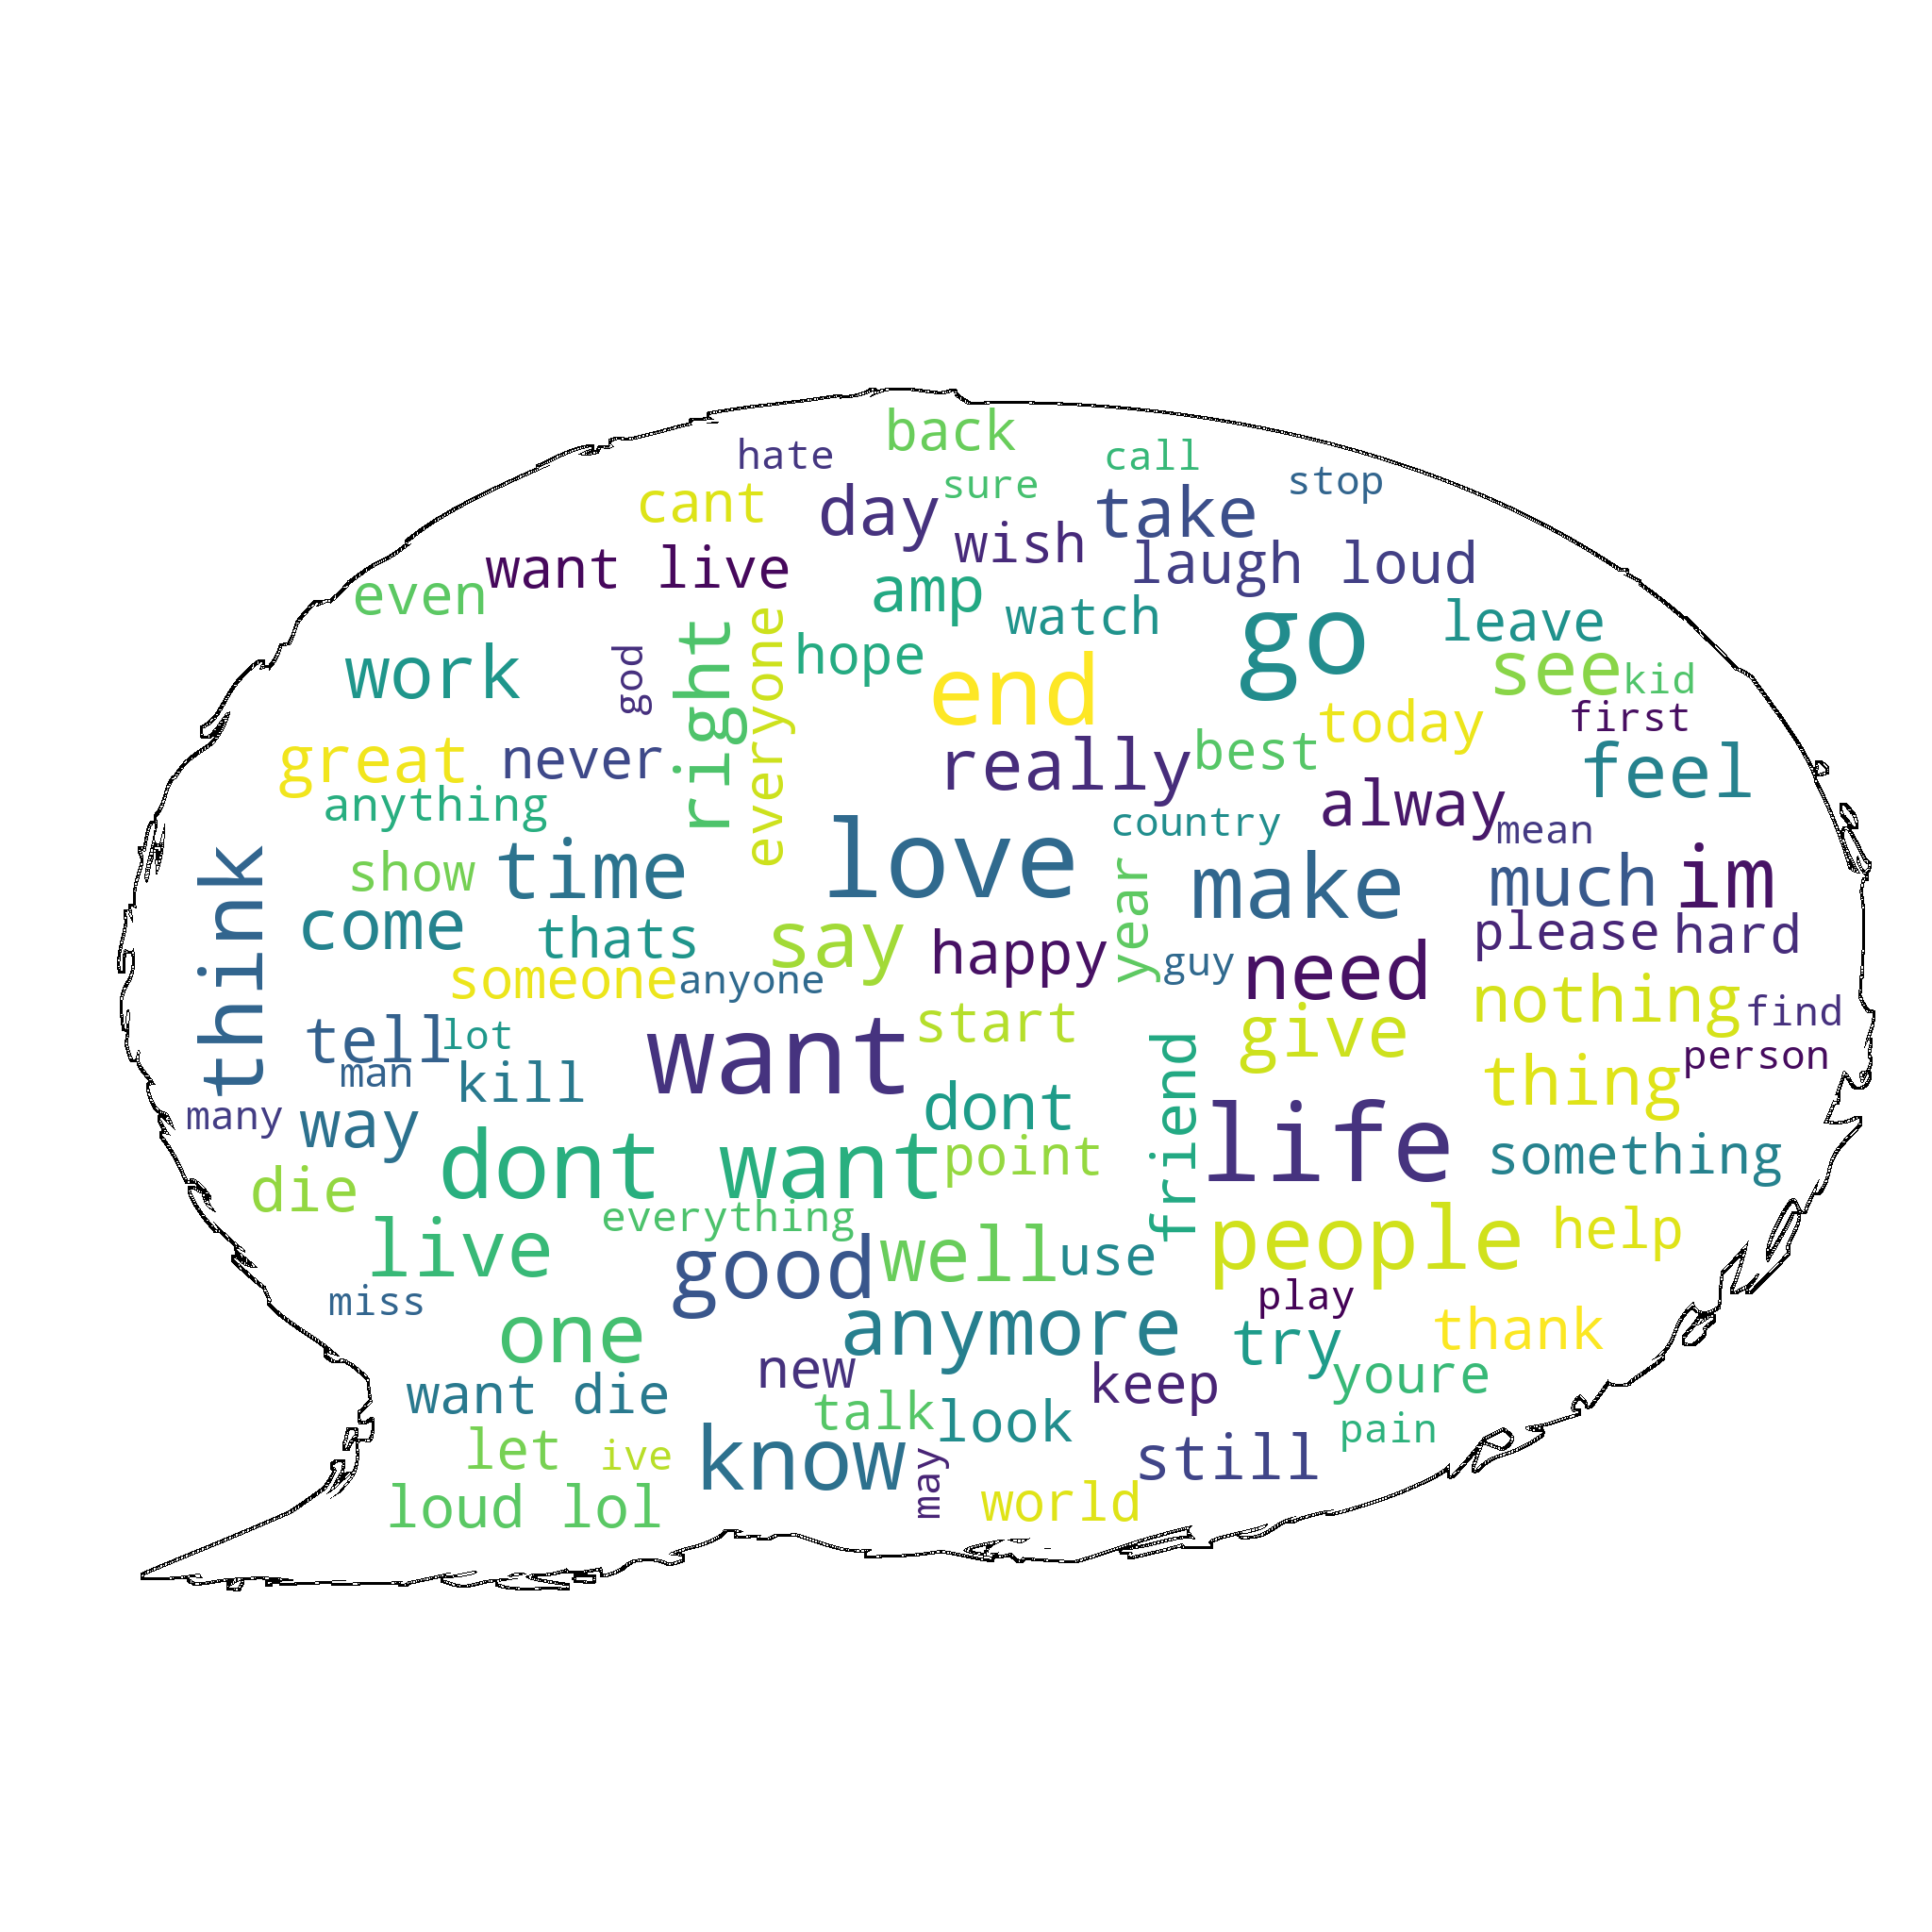 back
hate
call
sure
stop
cant
day
take
wish
want live
laugh loud
even
amp
watch
go
leave
work
god
right
everyone
hope
end
see
kid
first
today
great
never
really
best
feel
anything
alway
country
mean
think
show
time
love
year
make
much
im
come
thats
say
happy
please
hard
someone
anyone
guy
need
nothing
find
tell
lot
want
start
give
man
kill
friend
thing
person
many
way
dont
life
dont want
point
something
die
everything
live
good
well
use
people
help
miss
play
one
anymore
try
thank
want die
new
keep
youre
talk
look
let
ive
know
may
still
pain
loud lol
world